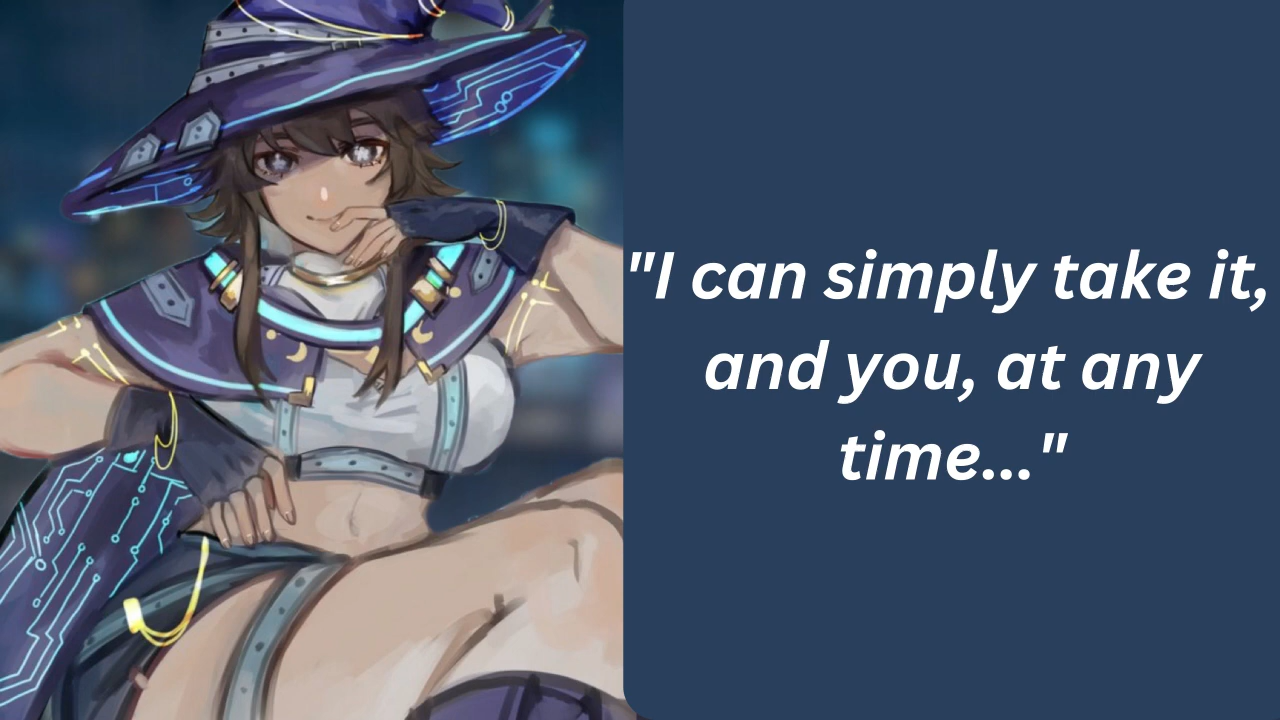 "I can simply take it,
and you, at any
time..."